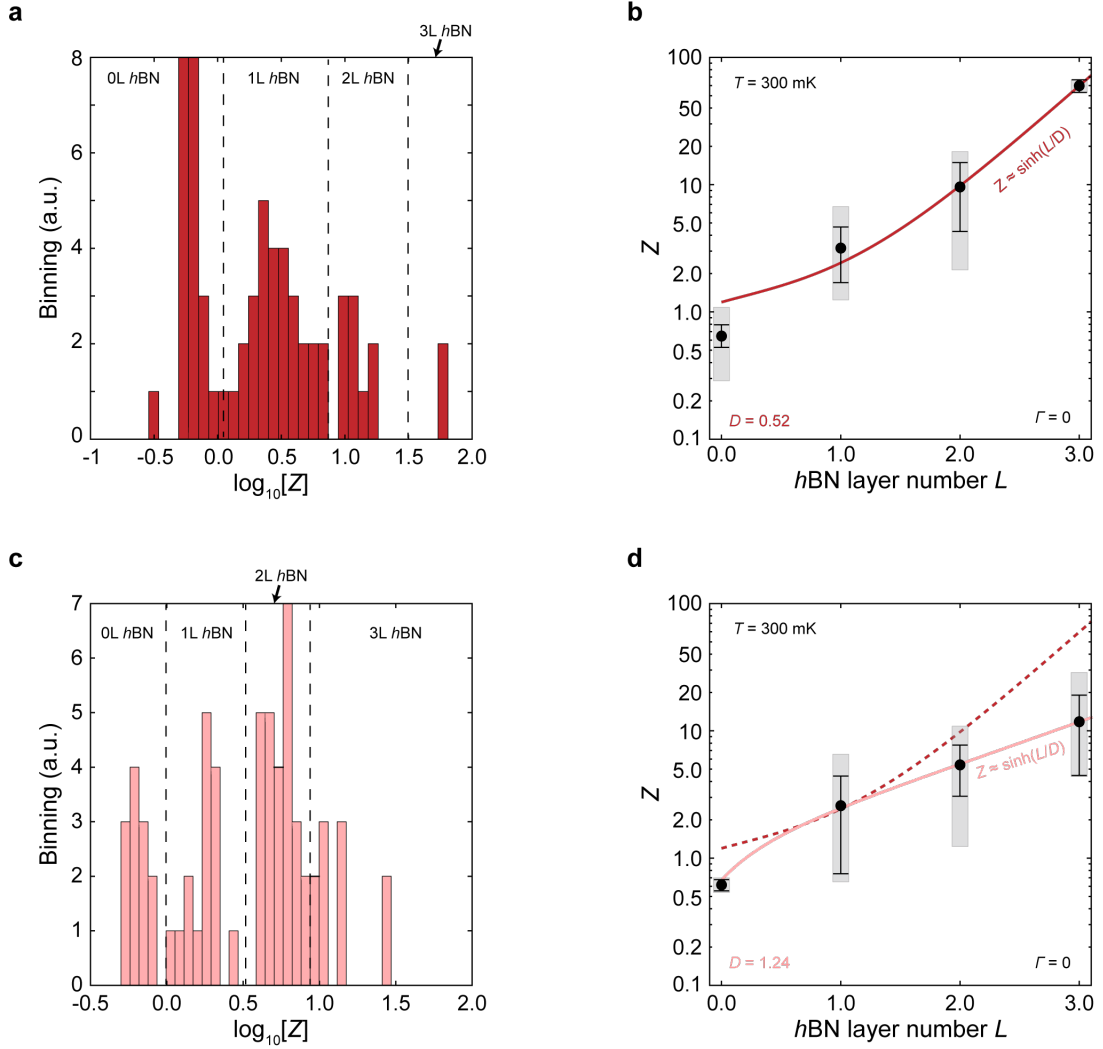 a
3L hBN
8
0L hBN
1L hBN
2L hBN
6
4
2
0
Binning (a.u.)
-1
-0.5
0.0
0.5
1.0
1.5
2.0
log10[Z]
b
100
50
20
10
5.0
2.0
1.0
0.5
0.2
0.1
Z
T = 300 mK
Z ≈ sinh(L/D)
D = 0.52
Γ = 0
0.0
1.0
2.0
3.0
hBN layer number L
c
2L hBN
7
0L hBN
1L hBN
3L hBN
6
5
4
3
2
1
0
Binning (a.u.)
-0.5
0.0
0.5
1.0
1.5
2.0
log10[Z]
d
100
50
20
10
5.0
2.0
1.0
0.5
0.2
0.1
Z
T = 300 mK
Z ≈ sinh(L/D)
D = 1.24
Γ = 0
0.0
1.0
2.0
3.0
hBN layer number L